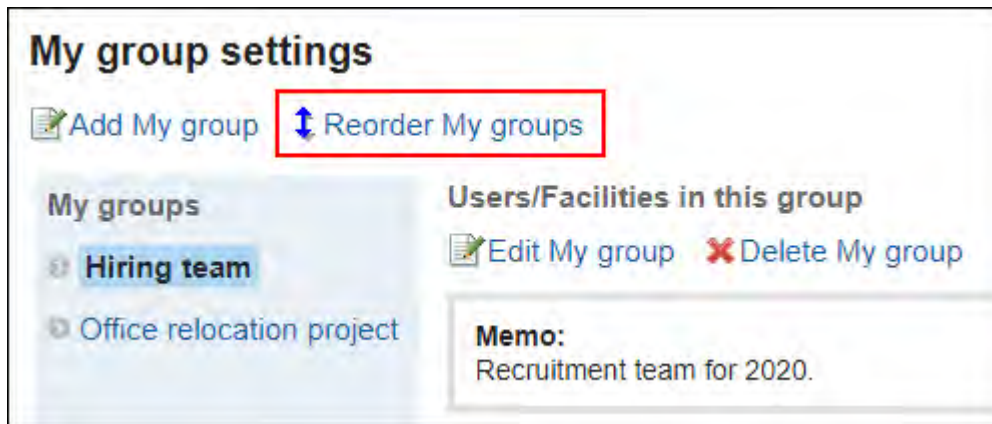 My group settings
Add My group Reorder My groups
My groups
Hiring team
Office relocation project
Users/Facilities in this group
Edit My group Delete My group
Memo:
Recruitment team for 2020.